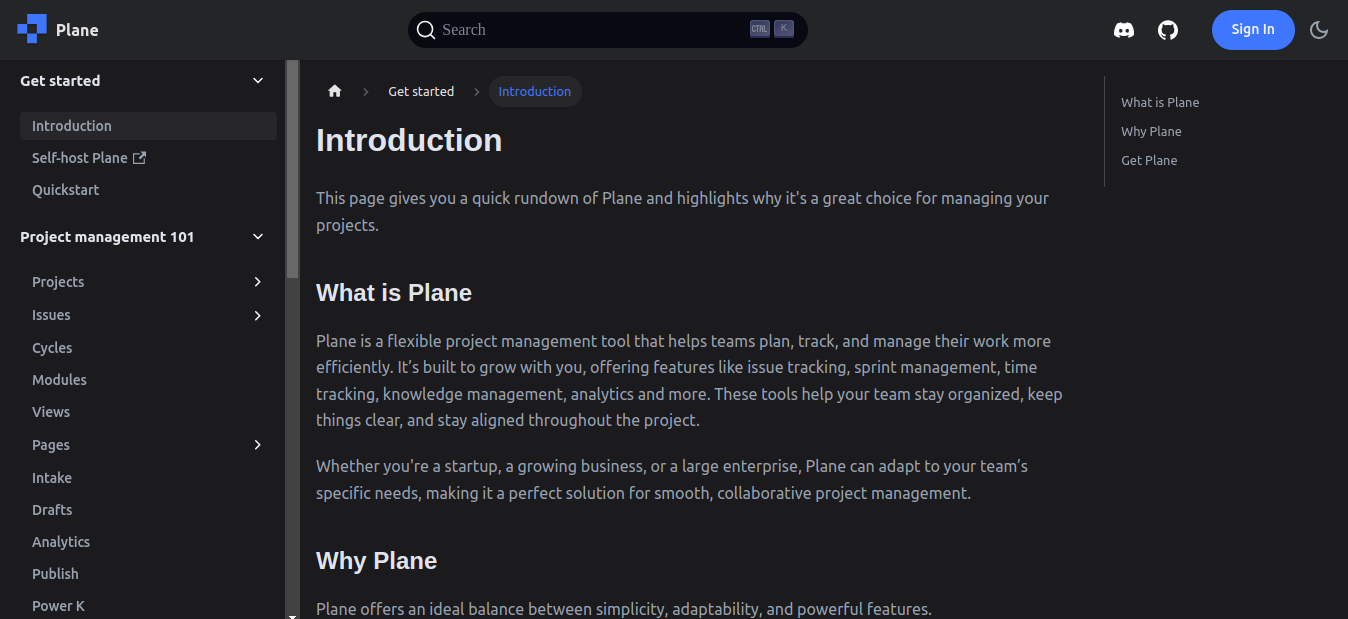 Plane
Search
CTRL K
Sign In
Get started
Introduction
Self-host Plane
Quickstart
Project management 101
Projects
Issues
Cycles
Modules
Views
Pages
Intake
Drafts
Analytics
Publish
Power K
Get started
Introduction
Introduction
This page gives you a quick rundown of Plane and highlights why it's a great choice for managing your
projects.
What is Plane
Plane is a flexible project management tool that helps teams plan, track, and manage their work more
efficiently. It’s built to grow with you, offering features like issue tracking, sprint management, time
tracking, knowledge management, analytics and more. These tools help your team stay organized, keep
things clear, and stay aligned throughout the project.
Whether you're a startup, a growing business, or a large enterprise, Plane can adapt to your team’s
specific needs, making it a perfect solution for smooth, collaborative project management.
Why Plane
Plane offers an ideal balance between simplicity, adaptability, and powerful features.
What is Plane
Why Plane
Get Plane